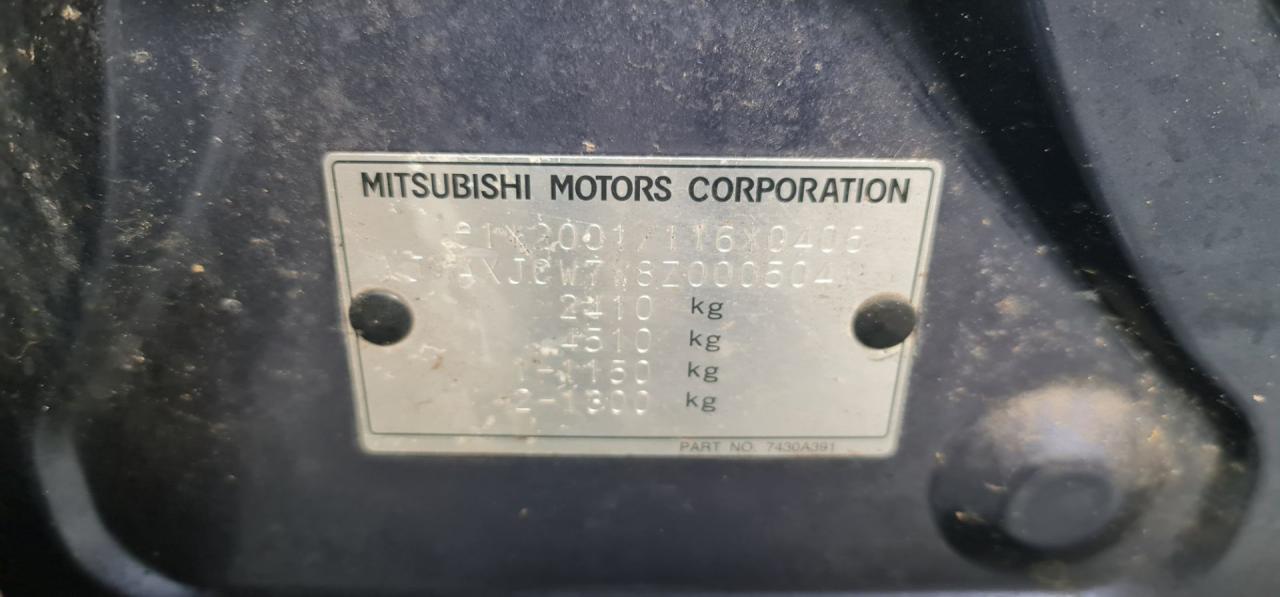 MITSUBISHI MOTORS CORPORATION
e1*2001/116*0406
2410 kg
4510 kg
1-1150 kg
2-1300 kg
PART NO. 7430A391